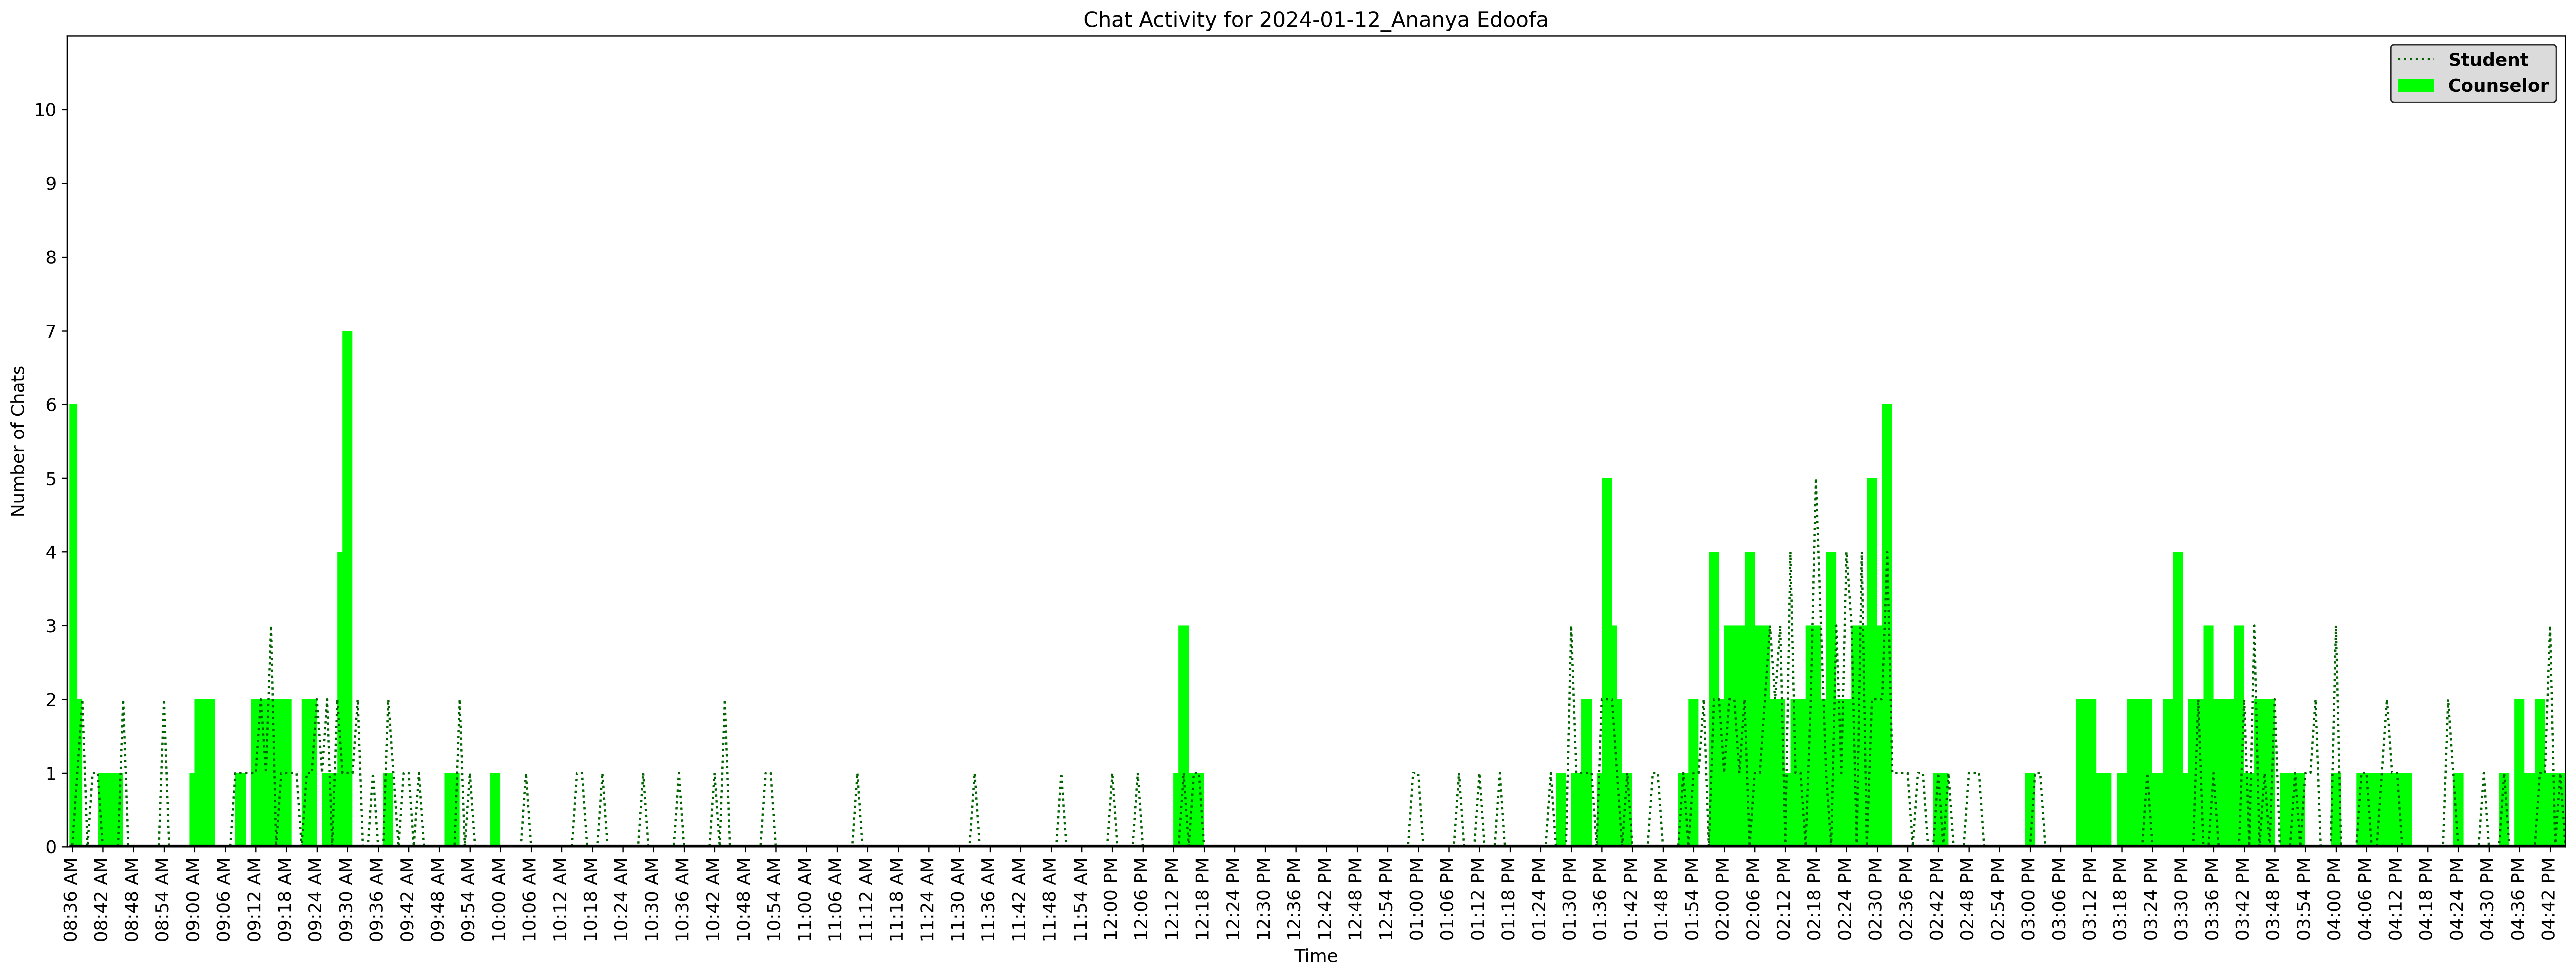 Chat Activity for 2024-01-12_Ananya Edoofa
Student
Counselor
Number of Chats
10
9
8
7
6
5
4
3
2
1
0
08:36 AM
08:42 AM
08:48 AM
08:54 AM
09:00 AM
09:06 AM
09:12 AM
09:18 AM
09:24 AM
09:30 AM
09:36 AM
09:42 AM
09:48 AM
09:54 AM
10:00 AM
10:06 AM
10:12 AM
10:18 AM
10:24 AM
10:30 AM
10:36 AM
10:42 AM
10:48 AM
10:54 AM
11:00 AM
11:06 AM
11:12 AM
11:18 AM
11:24 AM
11:30 AM
11:36 AM
11:42 AM
11:48 AM
11:54 AM
12:00 PM
12:06 PM
12:12 PM
12:18 PM
12:24 PM
12:30 PM
12:36 PM
12:42 PM
12:48 PM
12:54 PM
01:00 PM
01:06 PM
01:12 PM
01:18 PM
01:24 PM
01:30 PM
01:36 PM
01:42 PM
01:48 PM
01:54 PM
02:00 PM
02:06 PM
02:12 PM
02:18 PM
02:24 PM
02:30 PM
02:36 PM
02:42 PM
02:48 PM
02:54 PM
03:00 PM
03:06 PM
03:12 PM
03:18 PM
03:24 PM
03:30 PM
03:36 PM
03:42 PM
03:48 PM
03:54 PM
04:00 PM
04:06 PM
04:12 PM
04:18 PM
04:24 PM
04:30 PM
04:36 PM
04:42 PM
Time